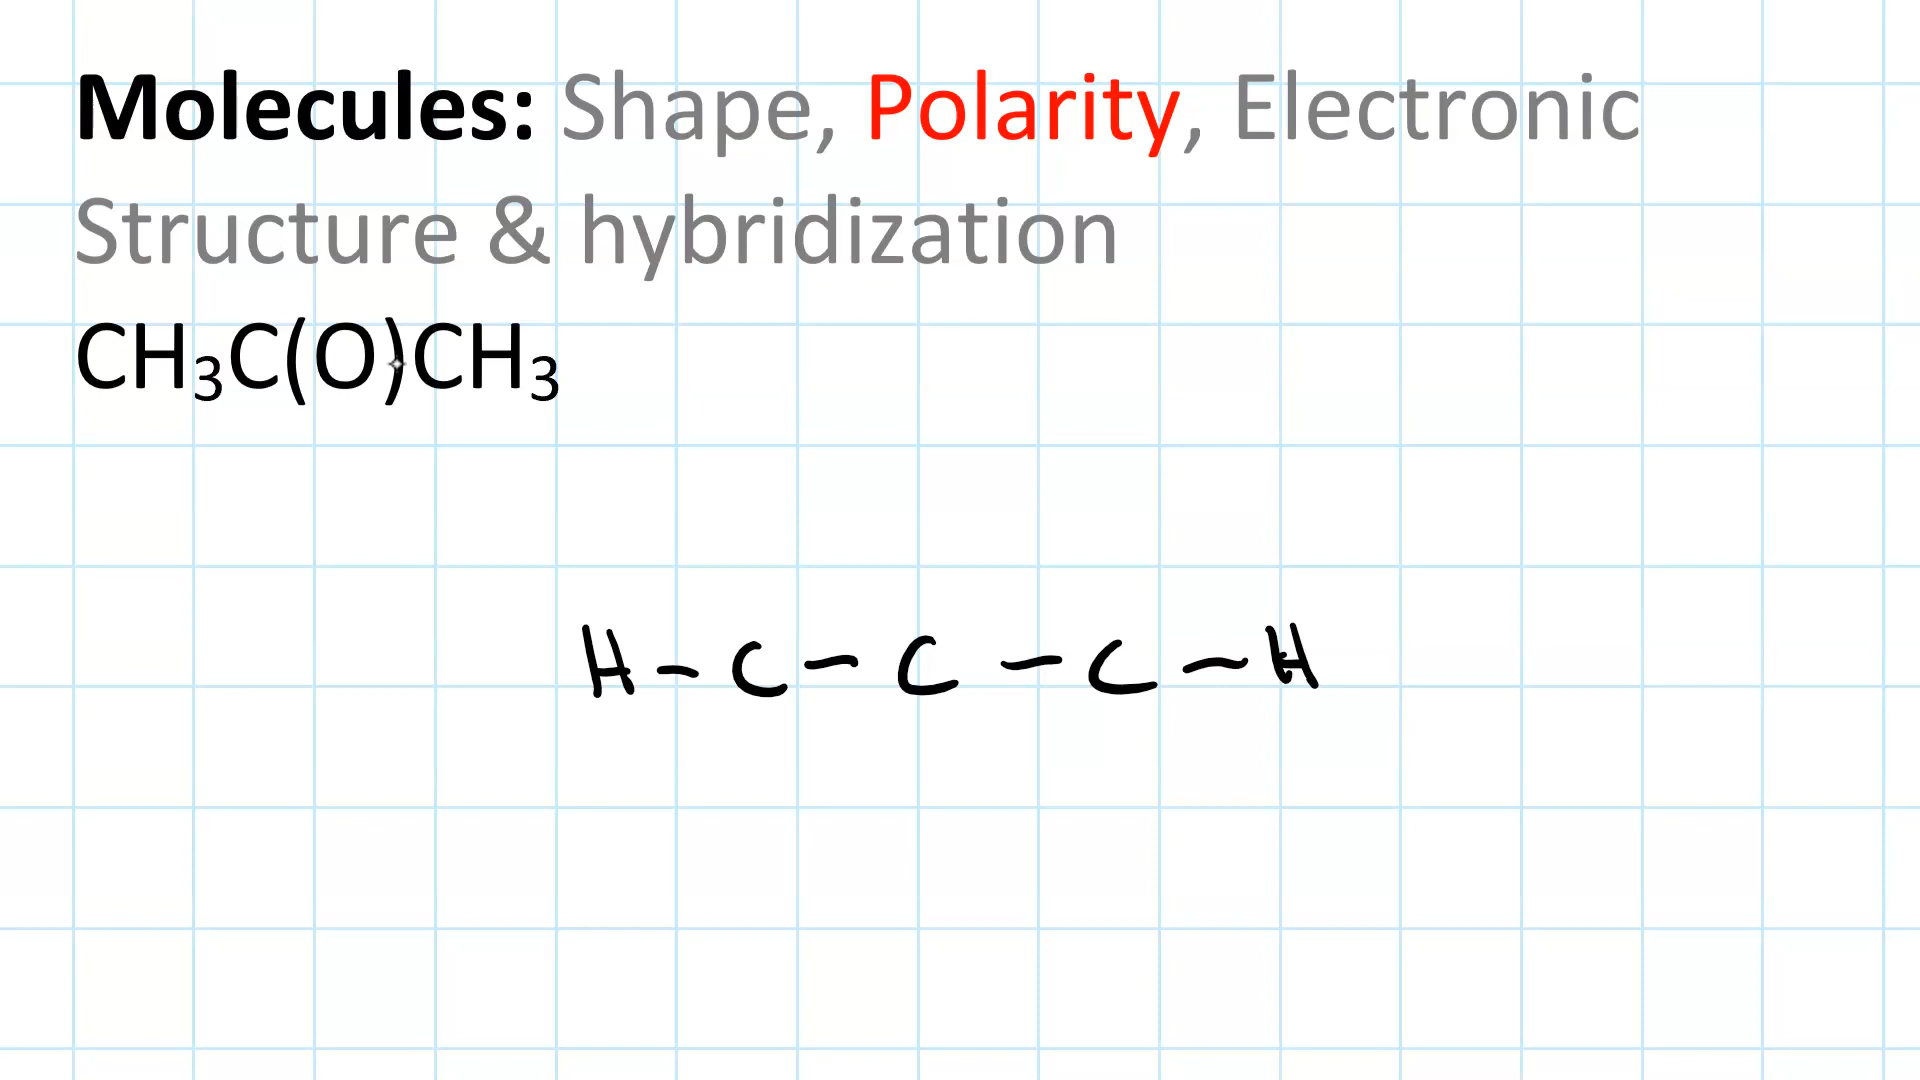 Molecules: Shape, Polarity, Electronic
Structure & hybridization
CH₃C(O)CH₃
H - C - C - C - H